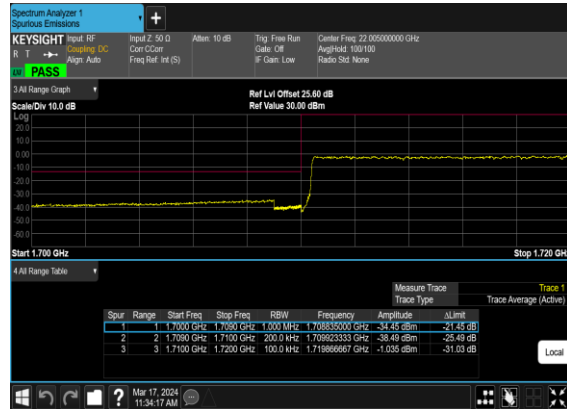 Spectrum Analyzer 1
Spurious Emissions
+
KEYSIGHT Input: RF Input Z: 50 Ω Atten: 10 dB Trig: Free Run Center Freq: 22.005000000 GHz
R T Coupling: DC Corr CCorr Gate: Off Avg|Hold: 100/100
Align: Auto Freq Ref: Int (S) IF Gain: Low Radio Std: None
PASS
3 All Range Graph Ref Lvl Offset 25.60 dB
Scale/Div 10.0 dB Ref Value 30.00 dBm
Log
20.0
10.0
0.00
-10.0
-20.0
-30.0
-40.0
-50.0
-60.0
Start 1.700 GHz Stop 1.720 GHz
4 All Range Table
Measure Trace Trace 1
Trace Type Trace Average (Active)
Spur Range Start Freq Stop Freq RBW Frequency Amplitude ΔLimit
1 1 1.7000 GHz 1.7090 GHz 1.000 MHz 1.708835000 GHz -34.45 dBm -21.45 dB
2 2 1.7090 GHz 1.7100 GHz 200.0 kHz 1.709923333 GHz -38.49 dBm -25.49 dB
3 3 1.7100 GHz 1.7200 GHz 100.0 kHz 1.719866667 GHz -1.035 dBm -31.03 dB
Local
? Mar 17, 2024
11:34:17 AM